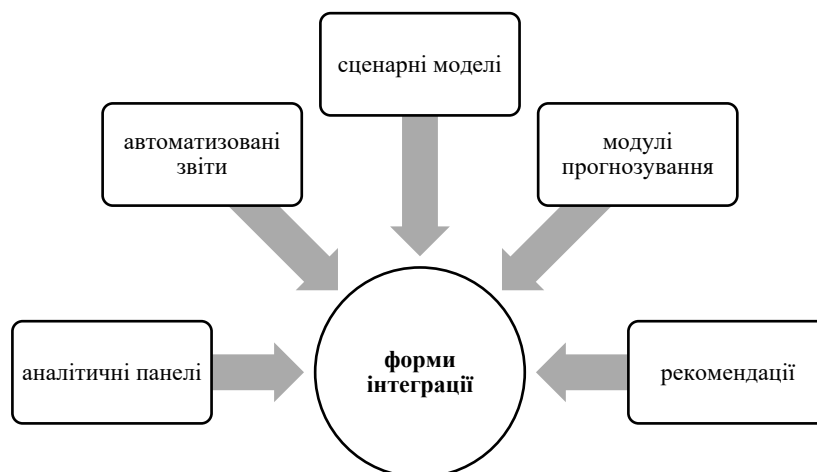 сценарні моделі
автоматизовані
звіти
модулі
прогнозування
аналітичні панелі
форми
інтеграції
рекомендації